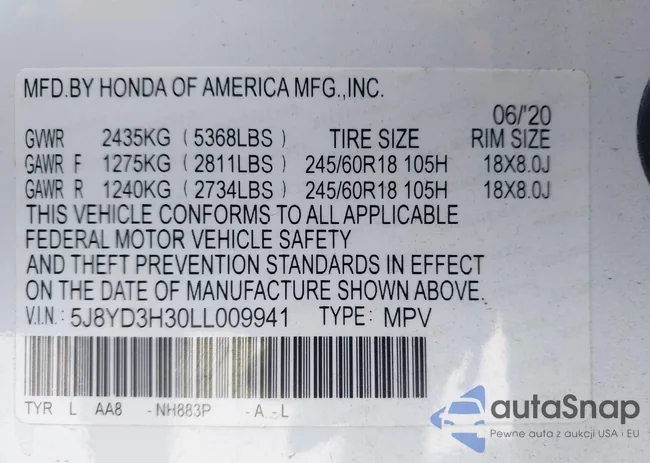 MFD.BY HONDA OF AMERICA MFG.,INC.
06/'20
GVWR 2435KG (5368LBS) TIRE SIZE RIM SIZE
GAWR F 1275KG (2811LBS) 245/60R18 105H 18X8.0J
GAWR R 1240KG (2734LBS) 245/60R18 105H 18X8.0J
THIS VEHICLE CONFORMS TO ALL APPLICABLE
FEDERAL MOTOR VEHICLE SAFETY
AND THEFT PREVENTION STANDARDS IN EFFECT
ON THE DATE OF MANUFACTURE SHOWN ABOVE.
V.I.N.: 5J8YD3H30LL009941 TYPE: MPV
TYR L AA8 -NH883P -A -L
autaSnap
Pewne auta z aukcji USA i EU